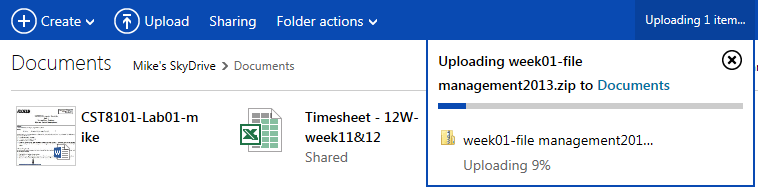 Create Upload Sharing Folder actions Uploading 1 item...
Documents Mike's SkyDrive Documents
CST8101-Lab01-m
ike
Timesheet - 12W-
week11&12
Shared
Uploading week01-file
management2013.zip to Documents
week01-file management201...
Uploading 9%